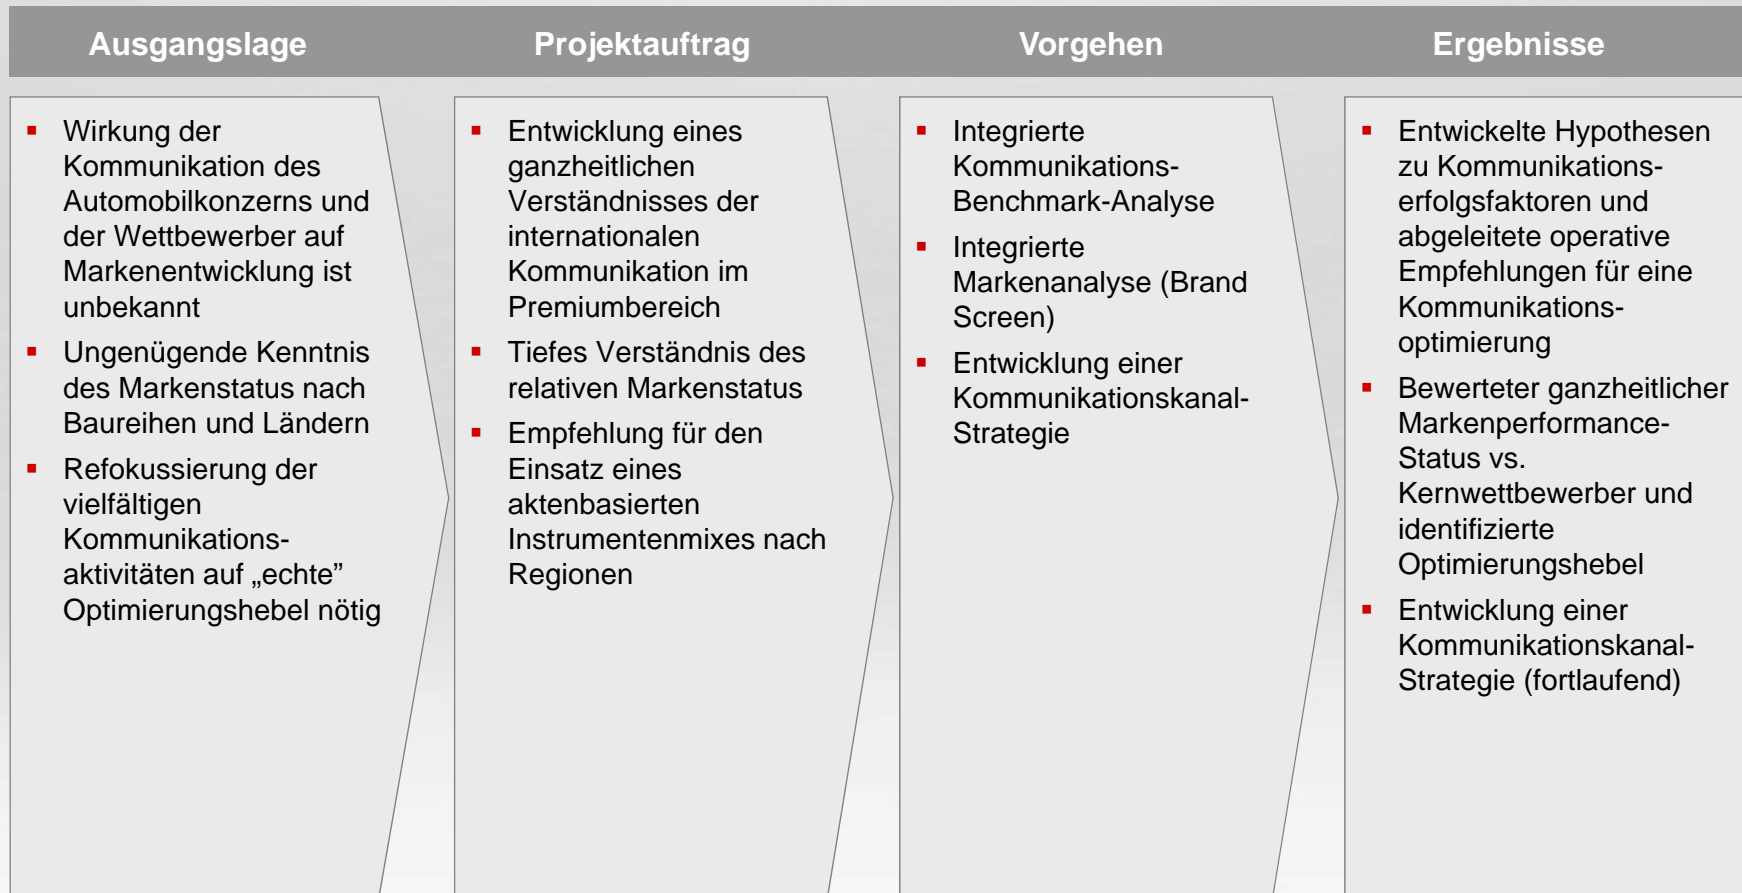 Ausgangslage
Projektauftrag
Vorgehen
Ergebnisse
▪ Wirkung der
Kommunikation des
Automobilkonzerns und
der Wettbewerber auf
Markenentwicklung ist
unbekannt
▪ Ungenügende Kenntnis
des Markenstatus nach
Baureihen und Ländern
▪ Refokussierung der
vielfältigen
Kommunikations-
aktivitäten auf „echte”
Optimierungshebel nötig
▪ Entwicklung eines
ganzheitlichen
Verständnisses der
internationalen
Kommunikation im
Premiumbereich
▪ Tiefes Verständnis des
relativen Markenstatus
▪ Empfehlung für den
Einsatz eines
aktenbasierten
Instrumentenmixes nach
Regionen
▪ Integrierte
Kommunikations-
Benchmark-Analyse
▪ Integrierte
Markenanalyse (Brand
Screen)
▪ Entwicklung einer
Kommunikationskanal-
Strategie
▪ Entwickelte Hypothesen
zu Kommunikations-
erfolgsfaktoren und
abgeleitete operative
Empfehlungen für eine
Kommunikations-
optimierung
▪ Bewerteter ganzheitlicher
Markenperformance-
Status vs.
Kernwettbewerber und
identifizierte
Optimierungshebel
▪ Entwicklung einer
Kommunikationskanal-
Strategie (fortlaufend)